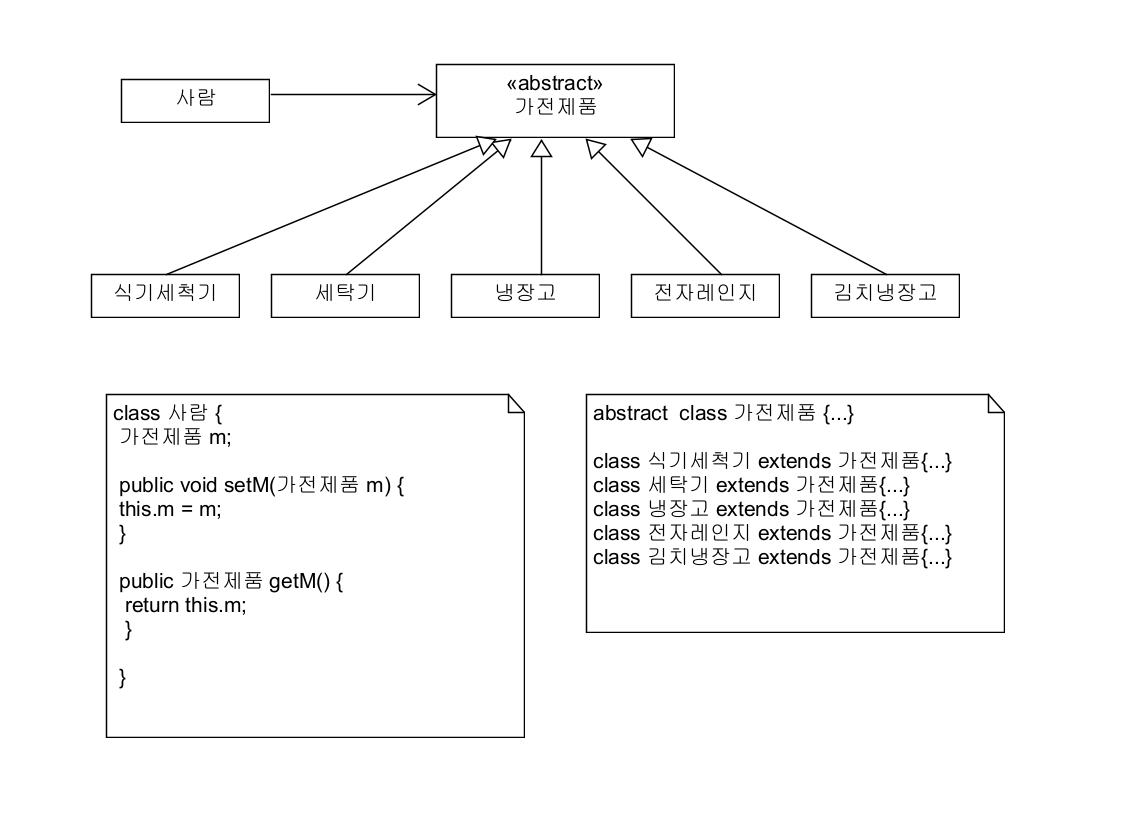 사람
«abstract»
가전제품
식기세척기
세탁기
냉장고
전자레인지
김치냉장고
class 사람 {
가전제품 m;
public void setM(가전제품 m) {
this.m = m;
}
public 가전제품 getM() {
return this.m;
}
}
abstract  class 가전제품 {...}
class 식기세척기 extends 가전제품{...}
class 세탁기 extends 가전제품{...}
class 냉장고 extends 가전제품{...}
class 전자레인지 extends 가전제품{...}
class 김치냉장고 extends 가전제품{...}